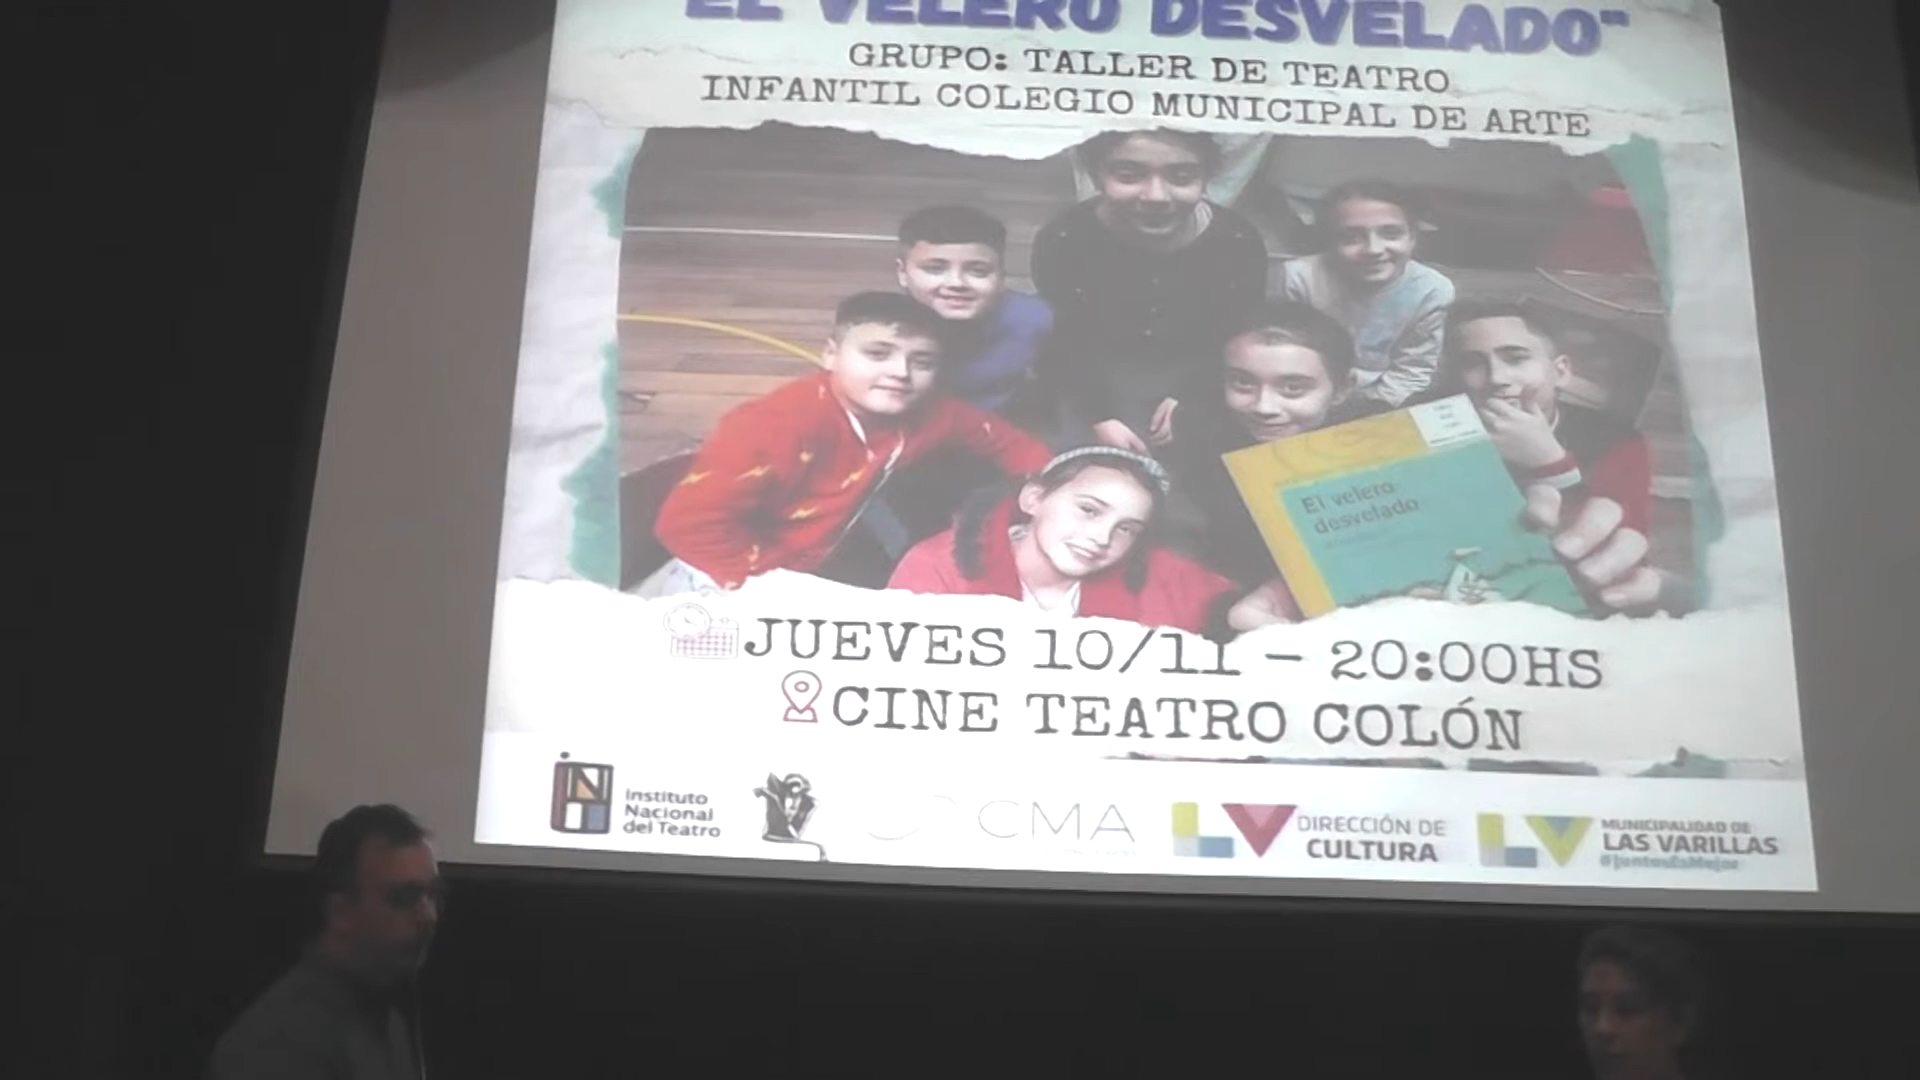 "EL VELERO DESVELADO"
GRUPO: TALLER DE TEATRO
INFANTIL COLEGIO MUNICIPAL DE ARTE
El velero
desvelado
JUEVES 10/11 - 20:00HS
CINE TEATRO COLÓN
Instituto
Nacional
del Teatro
CMA
DIRECCIÓN DE
CULTURA
MUNICIPALIDAD DE
LAS VARILLAS
#JuntosEsMejor